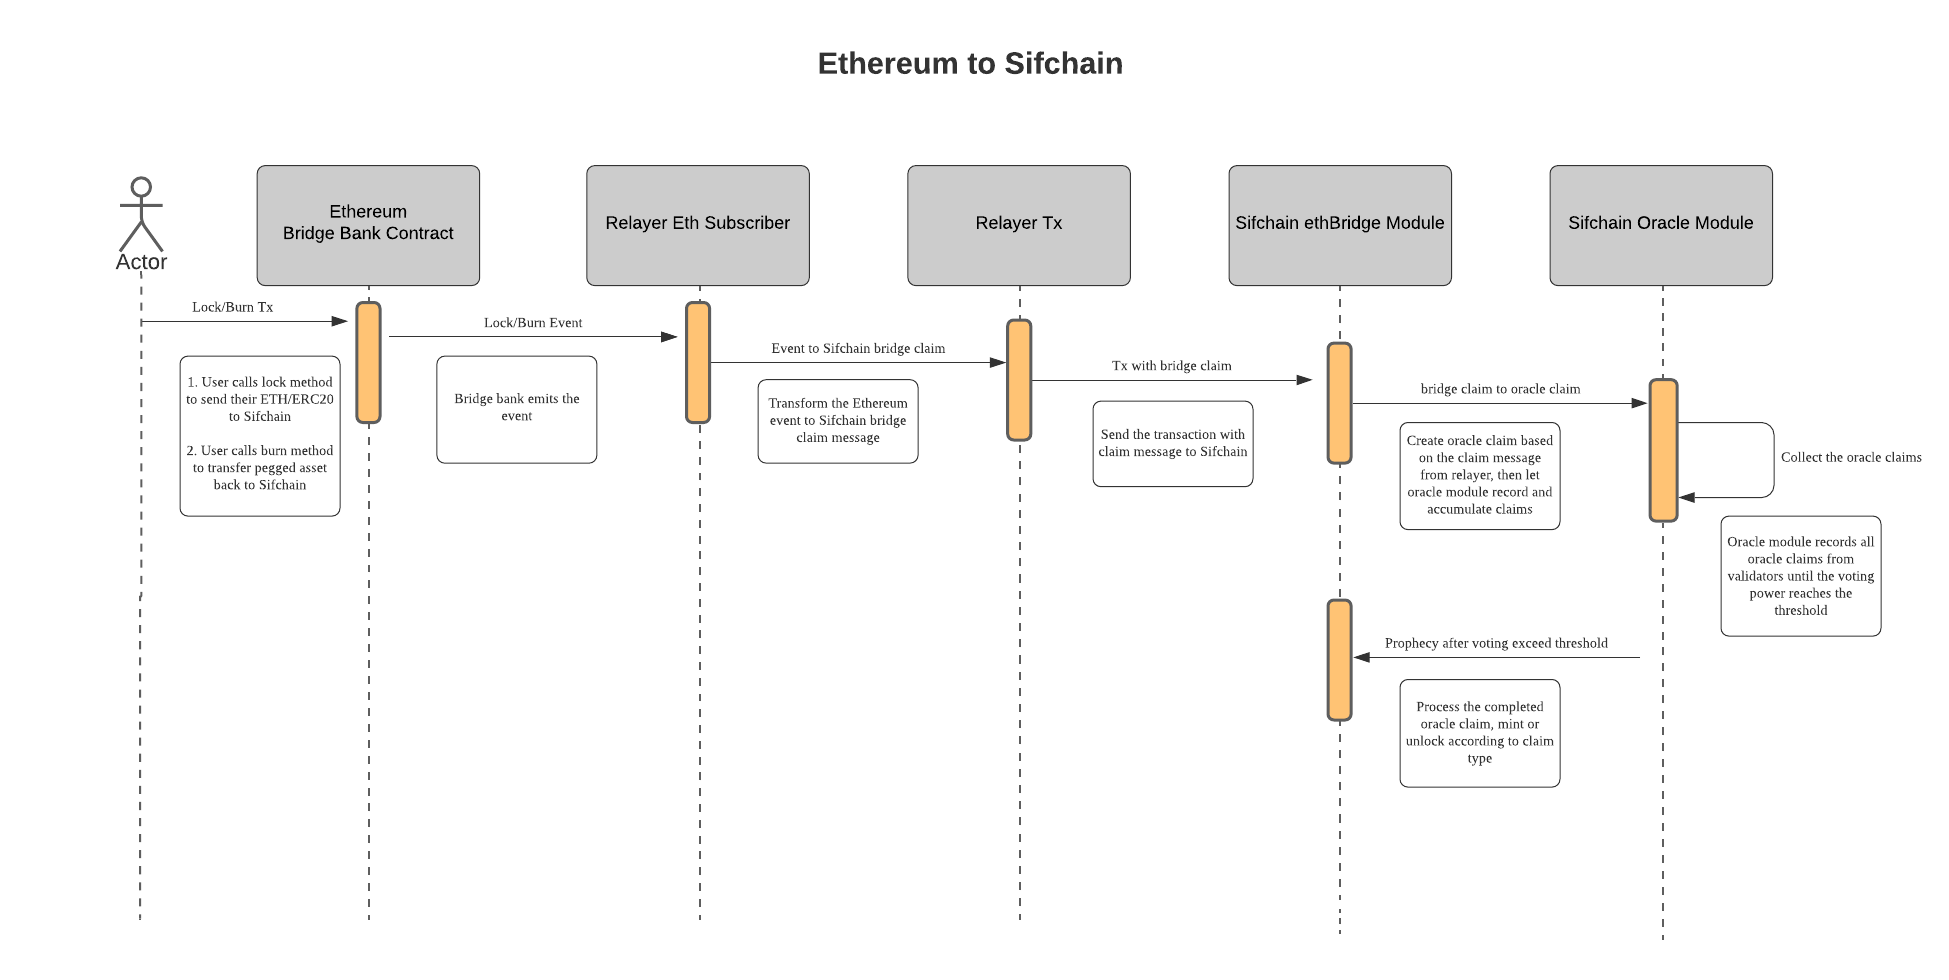 Ethereum to Sifchain
Actor
Ethereum
Bridge Bank Contract
Relayer Eth Subscriber
Relayer Tx
Sifchain ethBridge Module
Sifchain Oracle Module
Lock/Burn Tx
1. User calls lock method
to send their ETH/ERC20
to Sifchain
2. User calls burn method
to transfer pegged asset
back to Sifchain
Lock/Burn Event
Bridge bank emits the
event
Event to Sifchain bridge claim
Transform the Ethereum
event to Sifchain bridge
claim message
Tx with bridge claim
Send the transaction with
claim message to Sifchain
bridge claim to oracle claim
Create oracle claim based
on the claim message
from relayer, then let
oracle module record and
accumulate claims
Collect the oracle claims
Oracle module records all
oracle claims from
validators until the voting
power reaches the
threshold
Prophecy after voting exceed threshold
Process the completed
oracle claim, mint or
unlock according to claim
type